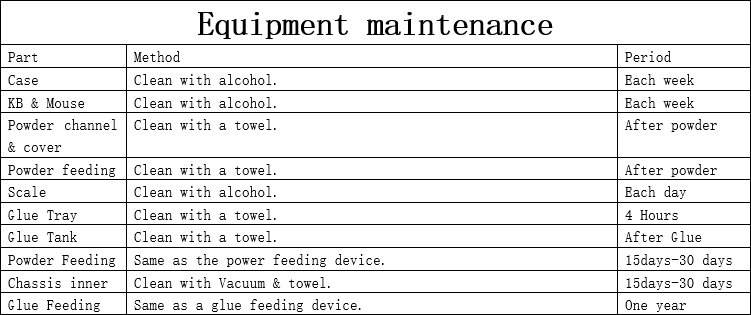 Equipment maintenance
Part Method Period
Case Clean with alcohol. Each week
KB & Mouse Clean with alcohol. Each week
Powder channel Clean with a towel. After powder
& cover
Powder feeding Clean with a towel. After powder
Scale Clean with alcohol. Each day
Glue Tray Clean with a towel. 4 Hours
Glue Tank Clean with a towel. After Glue
Powder Feeding Same as the power feeding device. 15days-30 days
Chassis inner Clean with Vacuum & towel. 15days-30 days
Glue Feeding Same as a glue feeding device. One year